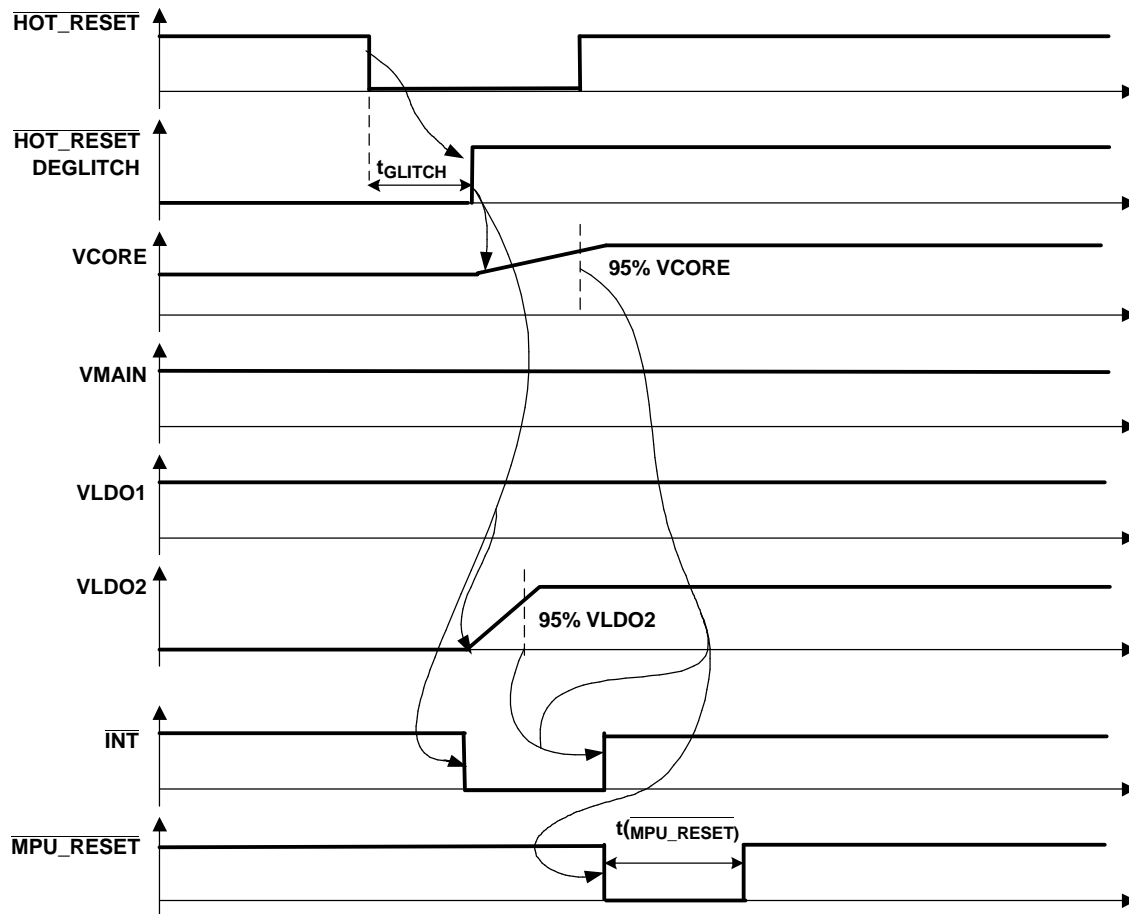 HOT_RESET
HOT_RESET
DEGLITCH
tGLITCH
VCORE
95% VCORE
VMAIN
VLDO1
VLDO2
95% VLDO2
INT
MPU_RESET
t(MPU_RESET)